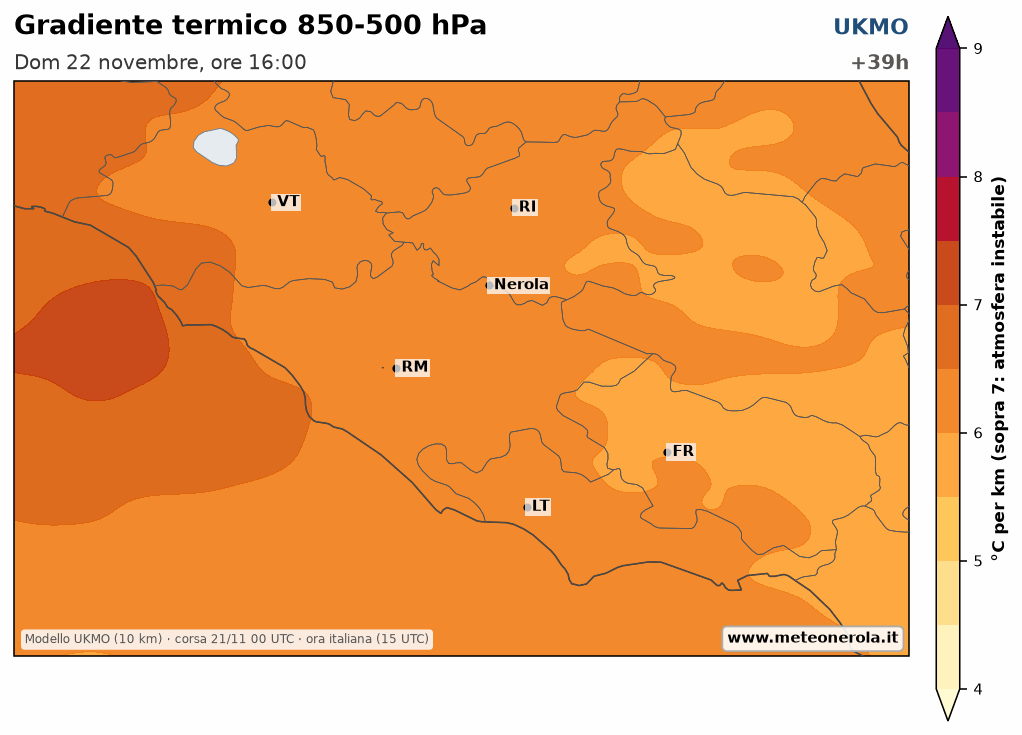 Gradiente termico 850-500 hPa
UKMO
Dom 22 novembre, ore 16:00
+39h
VT
RI
Nerola
RM
FR
LT
Modello UKMO (10 km) · corsa 21/11 00 UTC · ora italiana (15 UTC)
www.meteonerola.it
9
8
7
6
5
4
°C per km (sopra 7: atmosfera instabile)